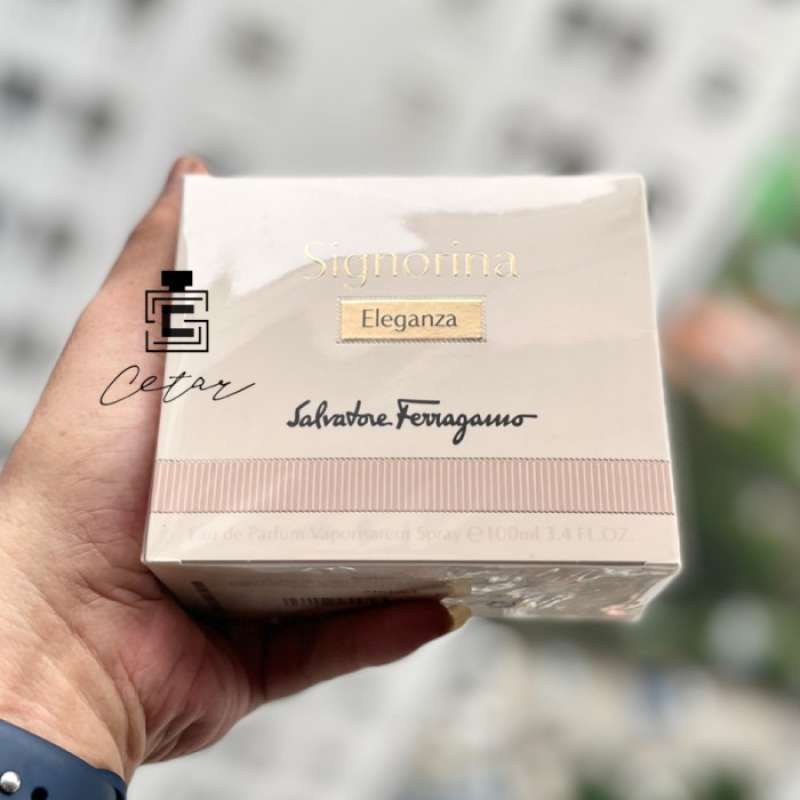 Signorina
Eleganza
Cetar
Salvatore Ferragamo
Eau de Parfum Vaporisateur Spray ℮100ml 3.4 FL.OZ.